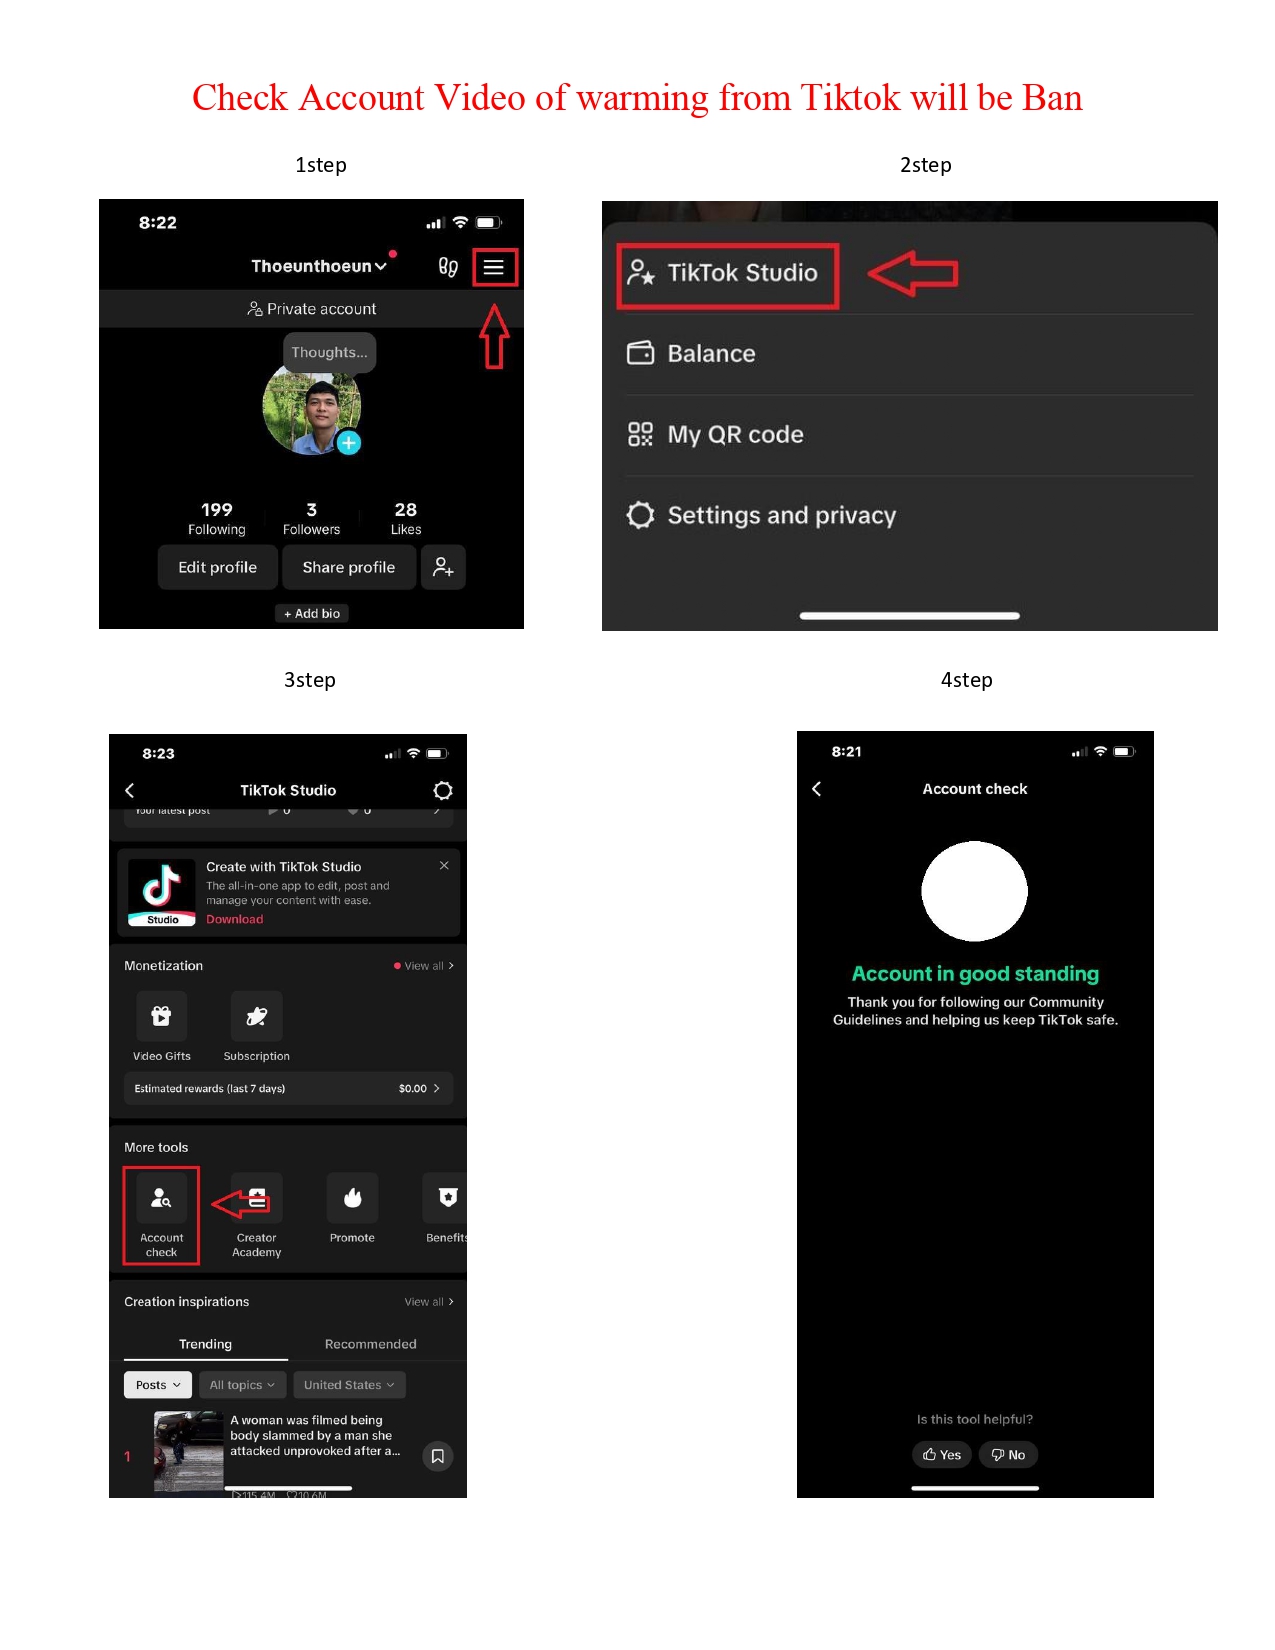 Check Account Video of warming from Tiktok will be Ban
1step
8:22
Thoeunthoeun
Private account
Thoughts...
199
3
28
Following
Followers
Likes
Edit profile
Share profile
+ Add bio
2step
TikTok Studio
Balance
My QR code
Settings and privacy
3step
8:23
TikTok Studio
Your latest post 0 0
Create with TikTok Studio
The all-in-one app to edit, post and
manage your content with ease.
Download
Studio
Monetization
View all
Video Gifts
Subscription
Estimated rewards (last 7 days)
$0.00
More tools
Account
check
Creator
Academy
Promote
Benefits
Creation inspirations
View all
Trending
Recommended
Posts
All topics
United States
1
A woman was filmed being
body slammed by a man she
attacked unprovoked after a...
115.4M 10.6M
4step
8:21
Account check
Account in good standing
Thank you for following our Community
Guidelines and helping us keep TikTok safe.
Is this tool helpful?
Yes
No